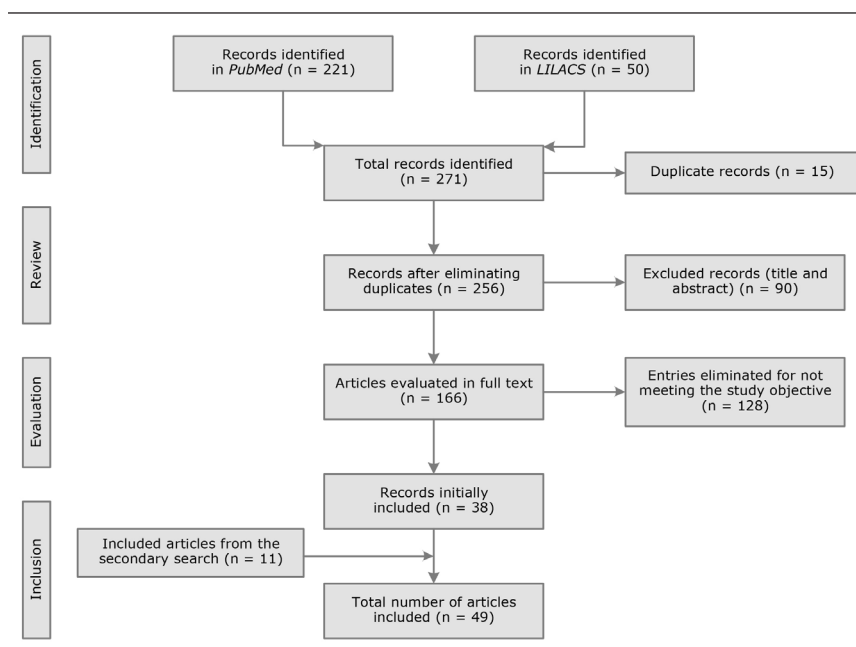 Identification
Records identified
in PubMed (n = 221)
Records identified
in LILACS (n = 50)
Total records identified
(n = 271)
Duplicate records (n = 15)
Review
Records after eliminating
duplicates (n = 256)
Excluded records (title and
abstract) (n = 90)
Evaluation
Articles evaluated in full text
(n = 166)
Entries eliminated for not
meeting the study objective
(n = 128)
Inclusion
Records initially
included (n = 38)
Included articles from the
secondary search (n = 11)
Total number of articles
included (n = 49)